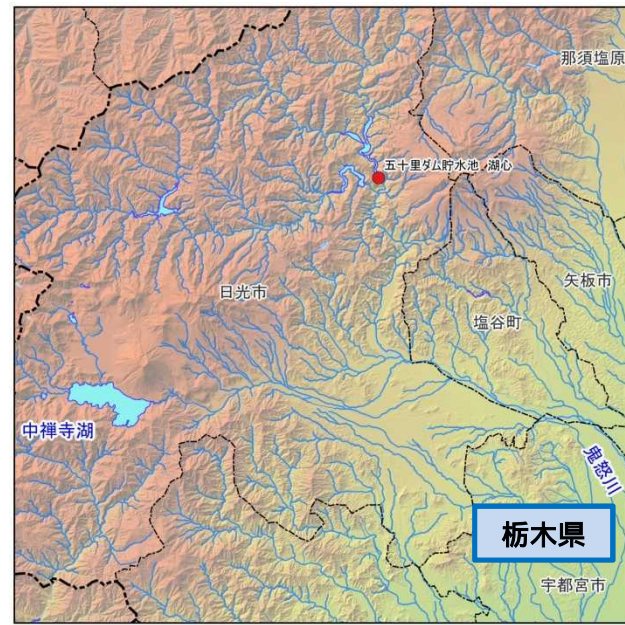 那須塩原
五十里ダム貯水池 湖心
日光市
矢板市
塩谷町
中禅寺湖
鬼怒川
栃木県
宇都宮市